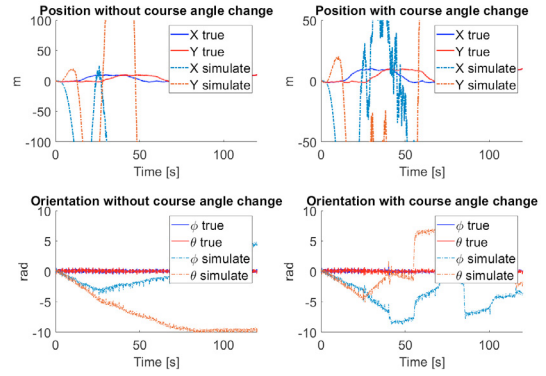 Position without course angle change
100
50
0
-50
-100
m
0
50
100
Time [s]
X true
Y true
X simulate
Y simulate
Position with course angle change
50
0
-50
m
0
50
100
Time [s]
X true
Y true
X simulate
Y simulate
Orientation without course angle change
10
5
0
-5
-10
rad
0
50
100
Time [s]
ϕ true
θ true
ϕ simulate
θ simulate
Orientation with course angle change
10
5
0
-5
-10
rad
0
50
100
Time [s]
ϕ true
θ true
ϕ simulate
θ simulate